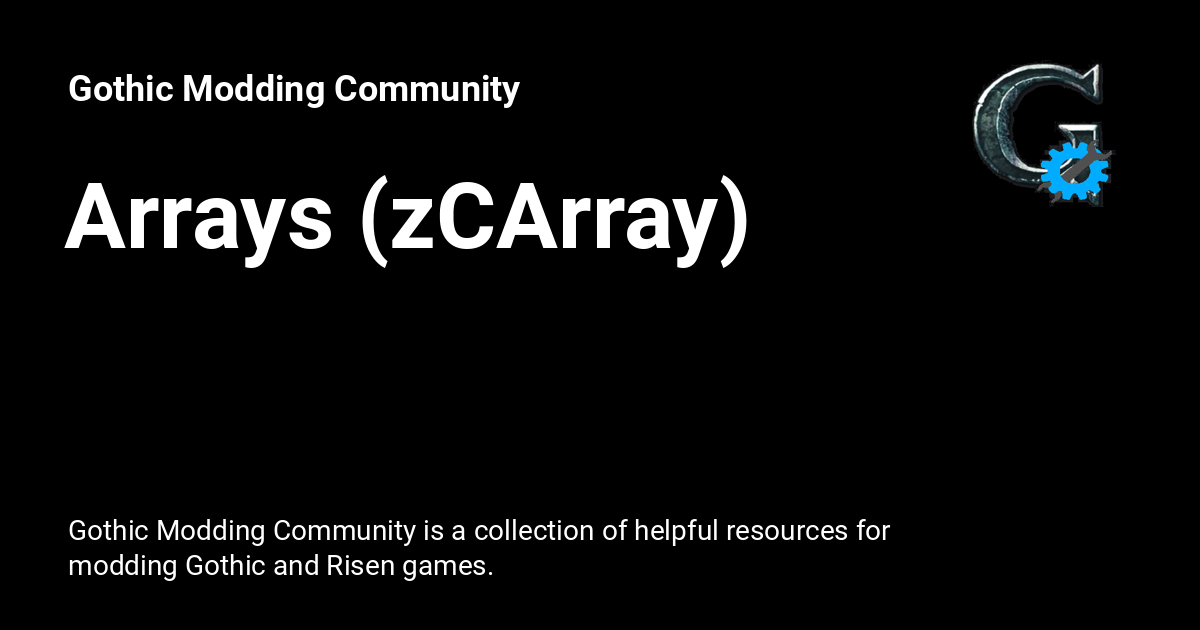 Gothic Modding Community
Arrays (zCArray)
G
Gothic Modding Community is a collection of helpful resources for
modding Gothic and Risen games.